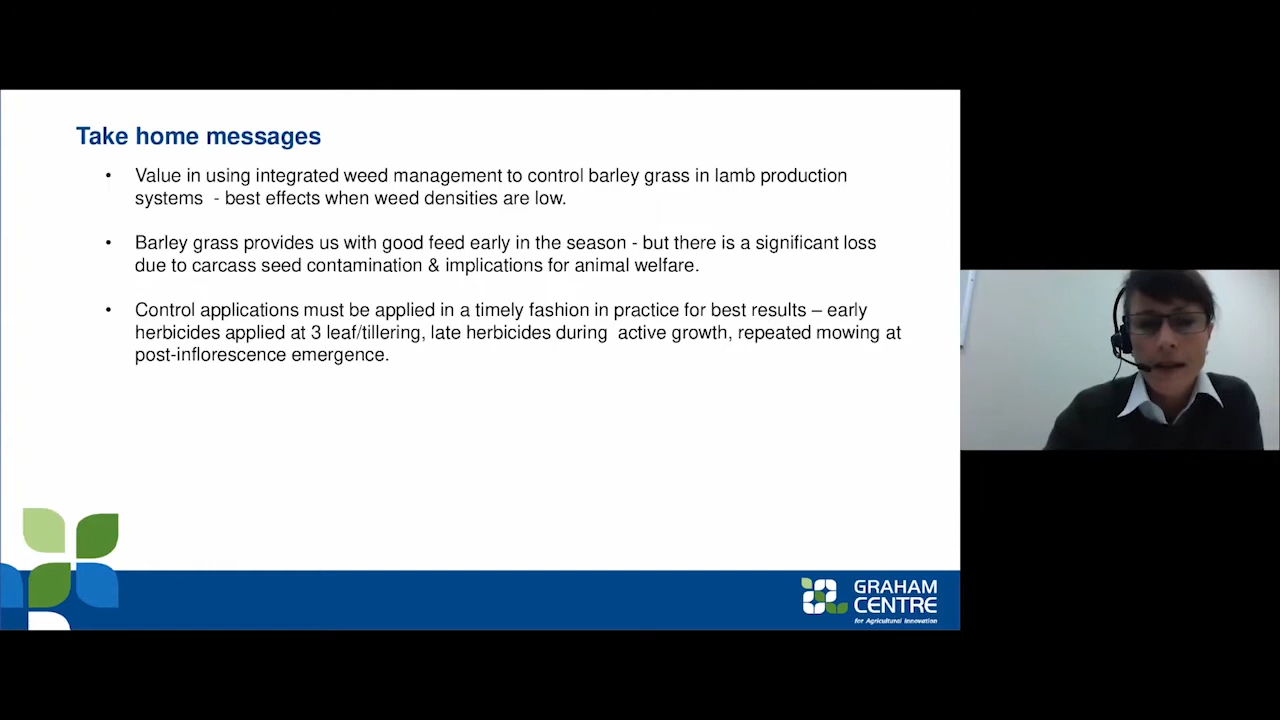 Take home messages
• Value in using integrated weed management to control barley grass in lamb production
systems - best effects when weed densities are low.
• Barley grass provides us with good feed early in the season - but there is a significant loss
due to carcass seed contamination & implications for animal welfare.
• Control applications must be applied in a timely fashion in practice for best results – early
herbicides applied at 3 leaf/tillering, late herbicides during active growth, repeated mowing at
post-inflorescence emergence.
GRAHAM
CENTRE
for Agricultural Innovation